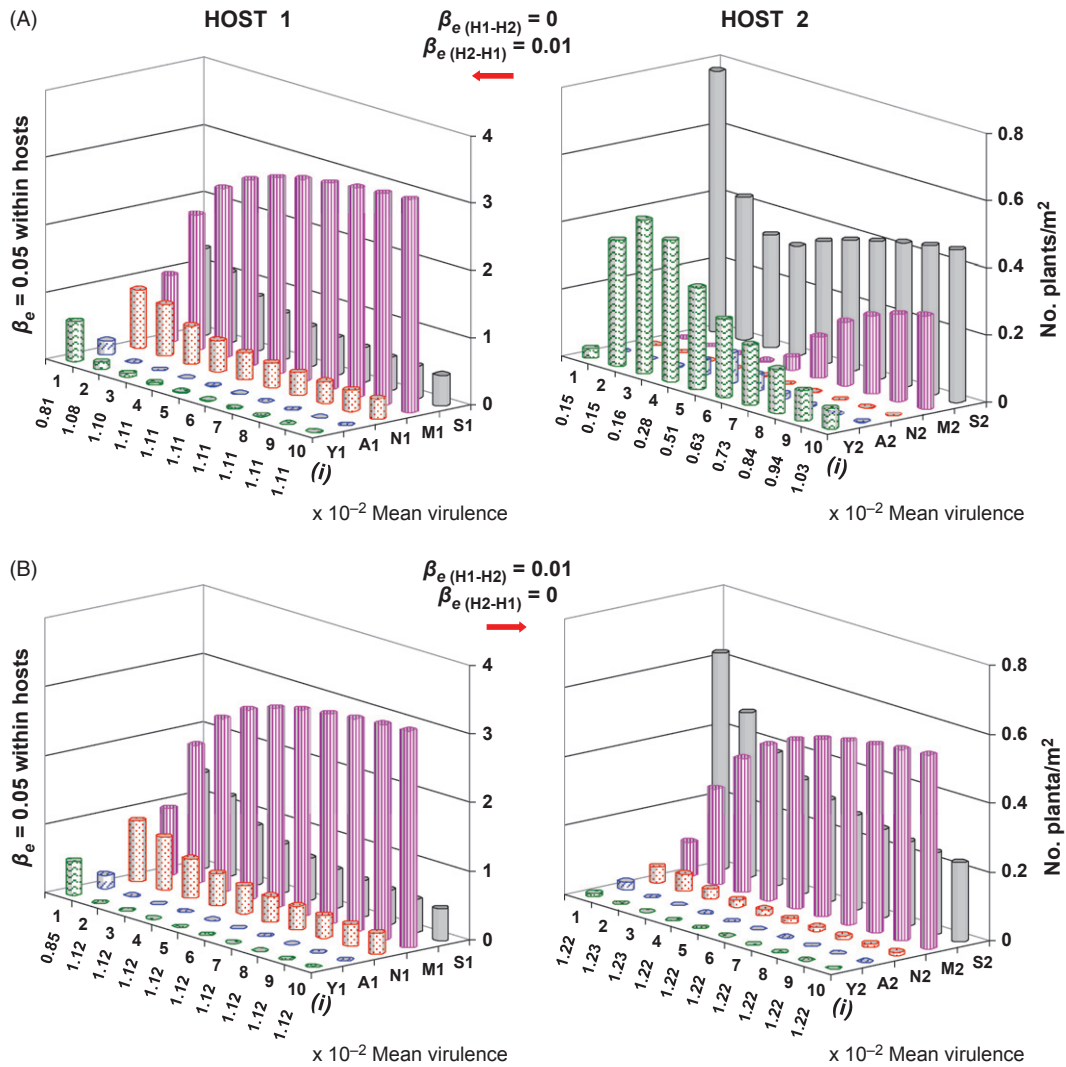 (A)
HOST 1
βe (H1-H2) = 0
βe (H2-H1) = 0.01
HOST 2
βe = 0.05 within hosts
4
3
2
1
0
1 2 3 4 5 6 7 8 9 10
(i)
0.81 1.08 1.10 1.11 1.11 1.11 1.11 1.11 1.11 1.11
Y1 A1 N1 M1 S1
x 10–2 Mean virulence
No. plants/m2
0.8
0.6
0.4
0.2
0
1 2 3 4 5 6 7 8 9 10
(i)
0.15 0.15 0.16 0.28 0.51 0.63 0.73 0.84 0.94 1.03
Y2 A2 N2 M2 S2
x 10–2 Mean virulence
(B)
βe (H1-H2) = 0.01
βe (H2-H1) = 0
βe = 0.05 within hosts
4
3
2
1
0
1 2 3 4 5 6 7 8 9 10
(i)
0.85 1.12 1.12 1.12 1.12 1.12 1.12 1.12 1.12 1.12
Y1 A1 N1 M1 S1
x 10–2 Mean virulence
No. planta/m2
0.8
0.6
0.4
0.2
0
1 2 3 4 5 6 7 8 9 10
(i)
1.22 1.23 1.23 1.22 1.22 1.22 1.22 1.22 1.22 1.22
Y2 A2 N2 M2 S2
x 10–2 Mean virulence